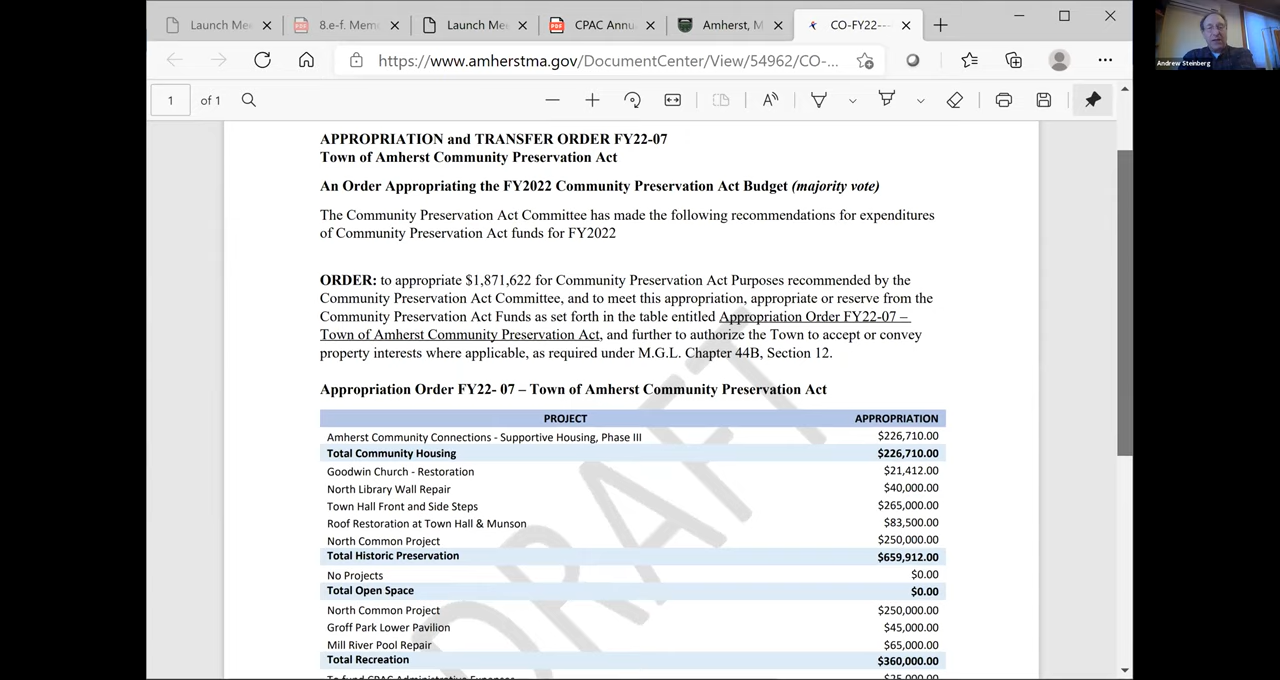 Launch Me
8.e-f. Mem
Launch Me
CPAC Annu
Amherst, M
CO-FY22--
https://www.amherstma.gov/DocumentCenter/View/54962/CO-...
1 of 1
APPROPRIATION and TRANSFER ORDER FY22-07
Town of Amherst Community Preservation Act
An Order Appropriating the FY2022 Community Preservation Act Budget (majority vote)
The Community Preservation Act Committee has made the following recommendations for expenditures
of Community Preservation Act funds for FY2022
ORDER: to appropriate $1,871,622 for Community Preservation Act Purposes recommended by the
Community Preservation Act Committee, and to meet this appropriation, appropriate or reserve from the
Community Preservation Act Funds as set forth in the table entitled Appropriation Order FY22-07 –
Town of Amherst Community Preservation Act, and further to authorize the Town to accept or convey
property interests where applicable, as required under M.G.L. Chapter 44B, Section 12.
Appropriation Order FY22- 07 – Town of Amherst Community Preservation Act
PROJECT APPROPRIATION
Amherst Community Connections - Supportive Housing, Phase III $226,710.00
Total Community Housing $226,710.00
Goodwin Church - Restoration $21,412.00
North Library Wall Repair $40,000.00
Town Hall Front and Side Steps $265,000.00
Roof Restoration at Town Hall & Munson $83,500.00
North Common Project $250,000.00
Total Historic Preservation $659,912.00
No Projects $0.00
Total Open Space $0.00
North Common Project $250,000.00
Groff Park Lower Pavilion $45,000.00
Mill River Pool Repair $65,000.00
Total Recreation $360,000.00
To fund CPAC Administrative Expenses $25,000.00
DRAFT
Andrew Steinberg